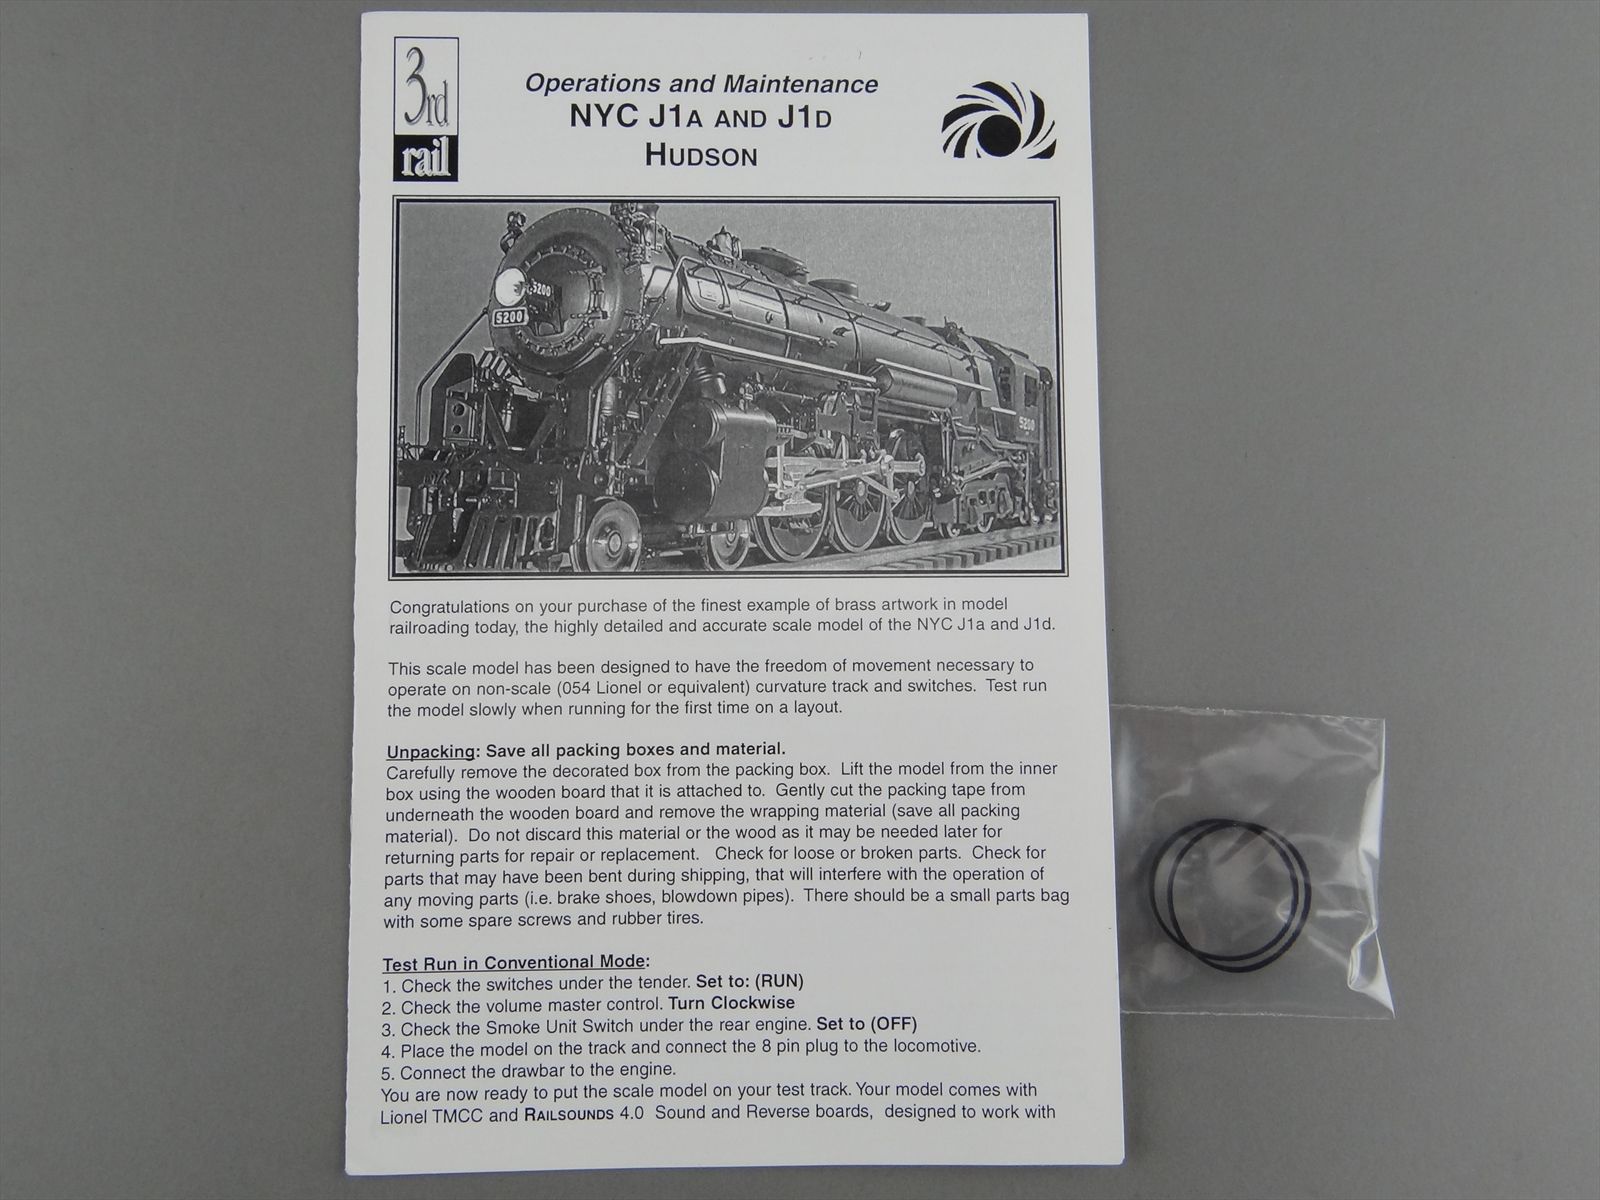 3rd
rail
Operations and Maintenance
NYC J1A AND J1D
HUDSON
5200
5200
5200
Congratulations on your purchase of the finest example of brass artwork in model
railroading today, the highly detailed and accurate scale model of the NYC J1a and J1d.
This scale model has been designed to have the freedom of movement necessary to
operate on non-scale (054 Lionel or equivalent) curvature track and switches.  Test run
the model slowly when running for the first time on a layout.
Unpacking: Save all packing boxes and material.
Carefully remove the decorated box from the packing box.  Lift the model from the inner
box using the wooden board that it is attached to.  Gently cut the packing tape from
underneath the wooden board and remove the wrapping material (save all packing
material).  Do not discard this material or the wood as it may be needed later for
returning parts for repair or replacement.   Check for loose or broken parts.  Check for
parts that may have been bent during shipping, that will interfere with the operation of
any moving parts (i.e. brake shoes, blowdown pipes).  There should be a small parts bag
with some spare screws and rubber tires.
Test Run in Conventional Mode:
1. Check the switches under the tender. Set to: (RUN)
2. Check the volume master control. Turn Clockwise
3. Check the Smoke Unit Switch under the rear engine. Set to (OFF)
4. Place the model on the track and connect the 8 pin plug to the locomotive.
5. Connect the drawbar to the engine.
You are now ready to put the scale model on your test track. Your model comes with
Lionel TMCC and RAILSOUNDS 4.0  Sound and Reverse boards,  designed to work with